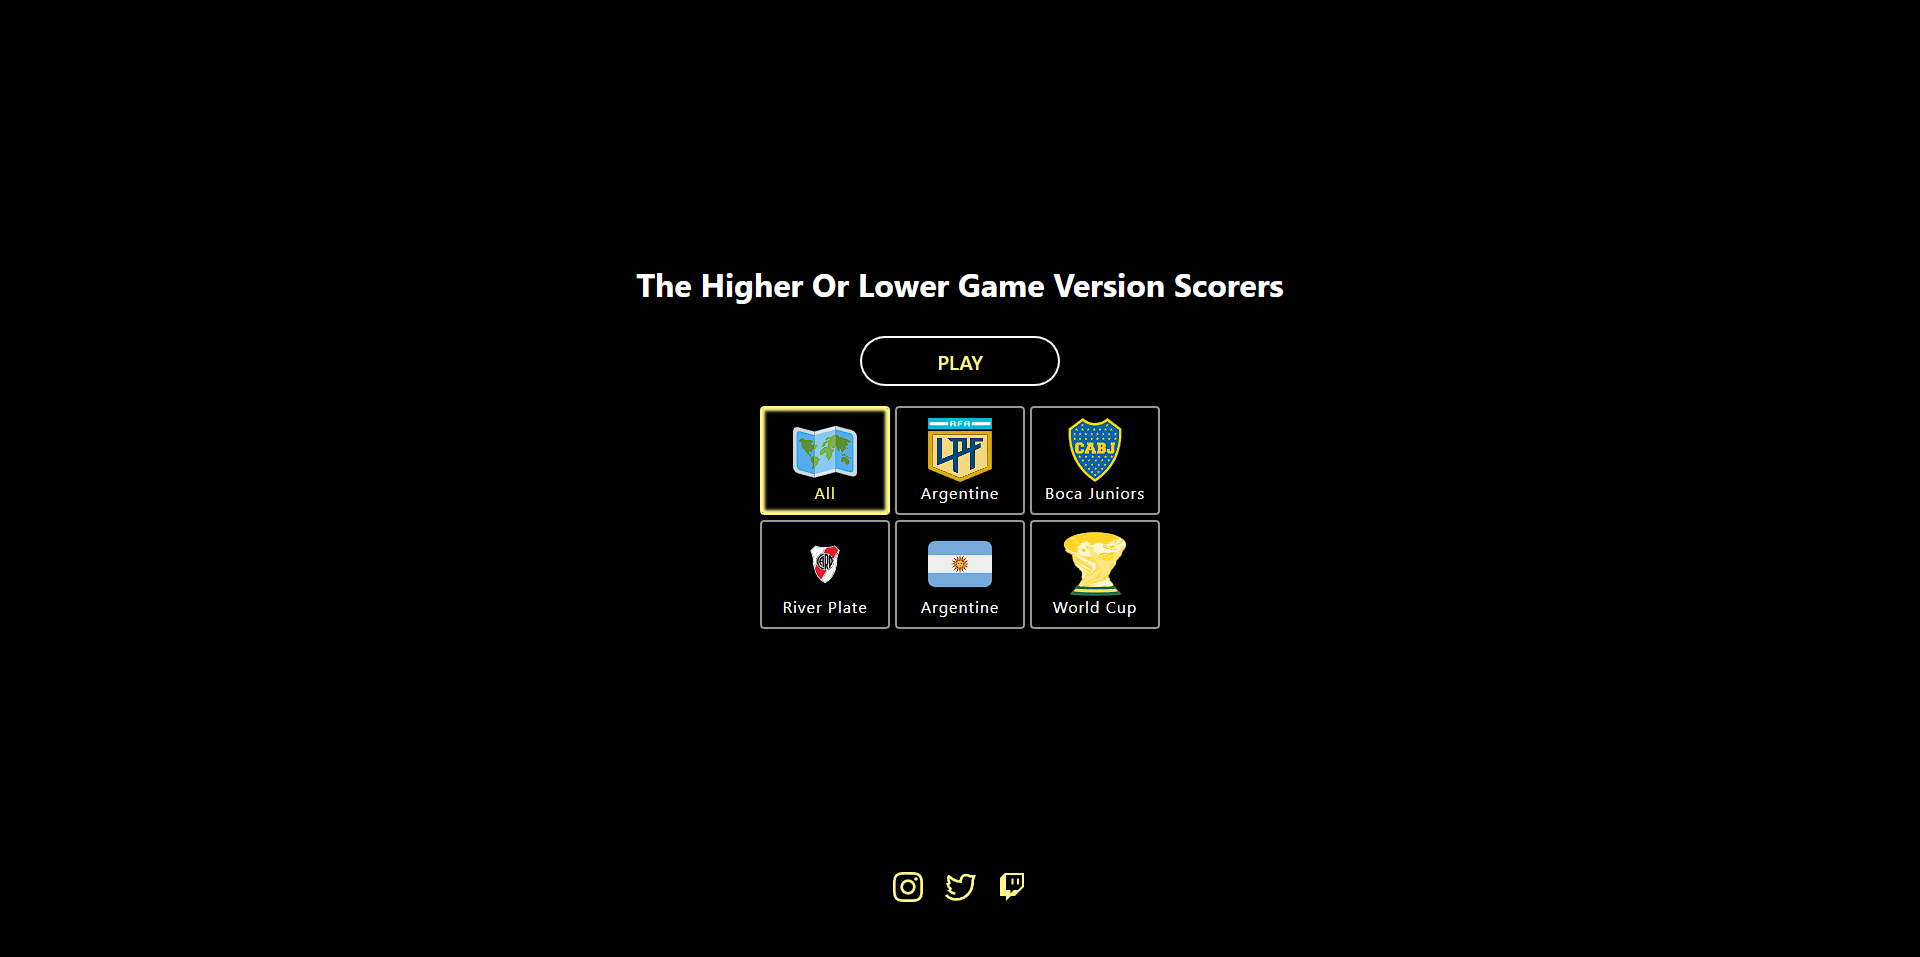 The Higher Or Lower Game Version Scorers
PLAY
AFA
LPF
CABJ
All
Argentine
Boca Juniors
CARP
River Plate
Argentine
World Cup